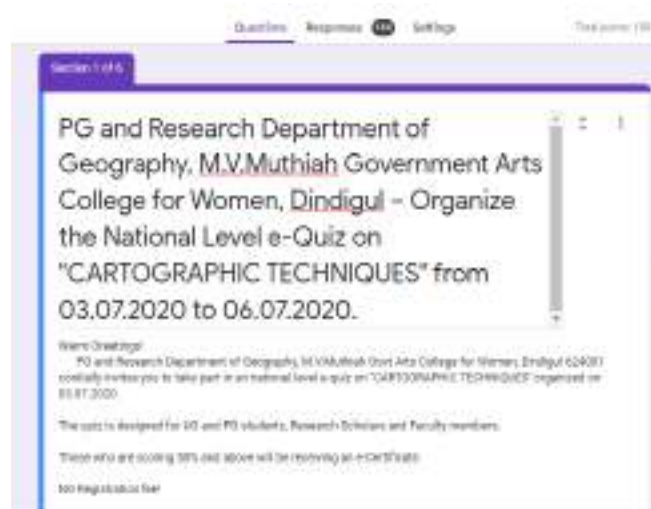 Questions Responses Settings
Section 1 of 6
PG and Research Department of
Geography, M.V.Muthiah Government Arts
College for Women, Dindigul – Organize
the National Level e-Quiz on
"CARTOGRAPHIC TECHNIQUES" from
03.07.2020 to 06.07.2020.
Warm Greetings!
PG and Research Department of Geography, M.V.Muthiah Govt Arts College for Women, Dindigul 624001
cordially invites you to take part in an national level e quiz on "CARTOGRAPHIC TECHNIQUES" organized on
03.07.2020
The quiz is designed for UG and PG students, Research Scholars and Faculty members.
Those who are scoring 50% and above will be receiving an e-Certificate
No Registration fee!